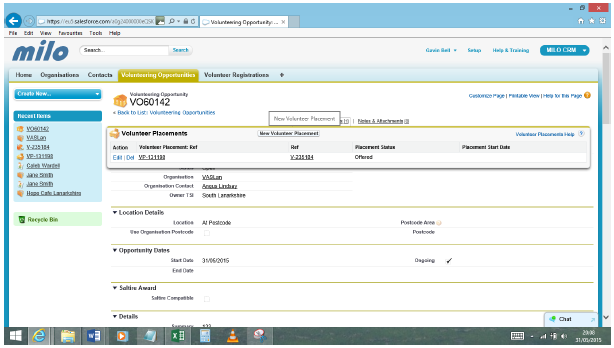 https://eu5.salesforce.com
Volunteering Opportunity: ...
File Edit View Favourites Tools Help
milo
Search...
Search
Gavin Bell
Setup
Help & Training
MILO CRM
Home Organisations Contacts Volunteering Opportunities Volunteer Registrations +
Create New...
Volunteering Opportunity
VO60142
Customize Page | Printable View | Help for this Page
« Back to List: Volunteering Opportunities
Recent Items
VO60142
VASLan
V-235184
VP-131198
Caleb Wardell
Jane Smith
Jane Smith
Hope Cafe Lanarkshire
Recycle Bin
New Volunteer Placement
Notes & Attachments [0]
Volunteer Placements
New Volunteer Placement
Volunteer Placements Help
Action Volunteer Placement: Ref Ref Placement Status Placement Start Date
Edit | Del VP-131198 V-235184 Offered
Organisation VASLan
Organisation Contact Angus Lindsay
Owner TSI South Lanarkshire
Location Details
Location At Postcode
Postcode Area
Use Organisation Postcode
Postcode
Opportunity Dates
Start Date 31/05/2015
Ongoing
End Date
Saltire Award
Saltire Compatible
Details
Summary 123
Chat
20:08
31/05/2015